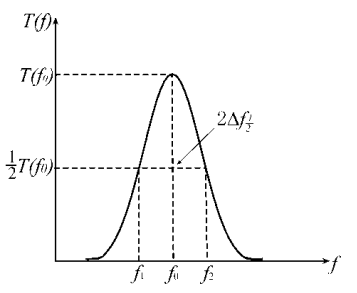 T(f)
T(f₀)
2Δf½
½T(f₀)
f₁ f₀ f₂ f